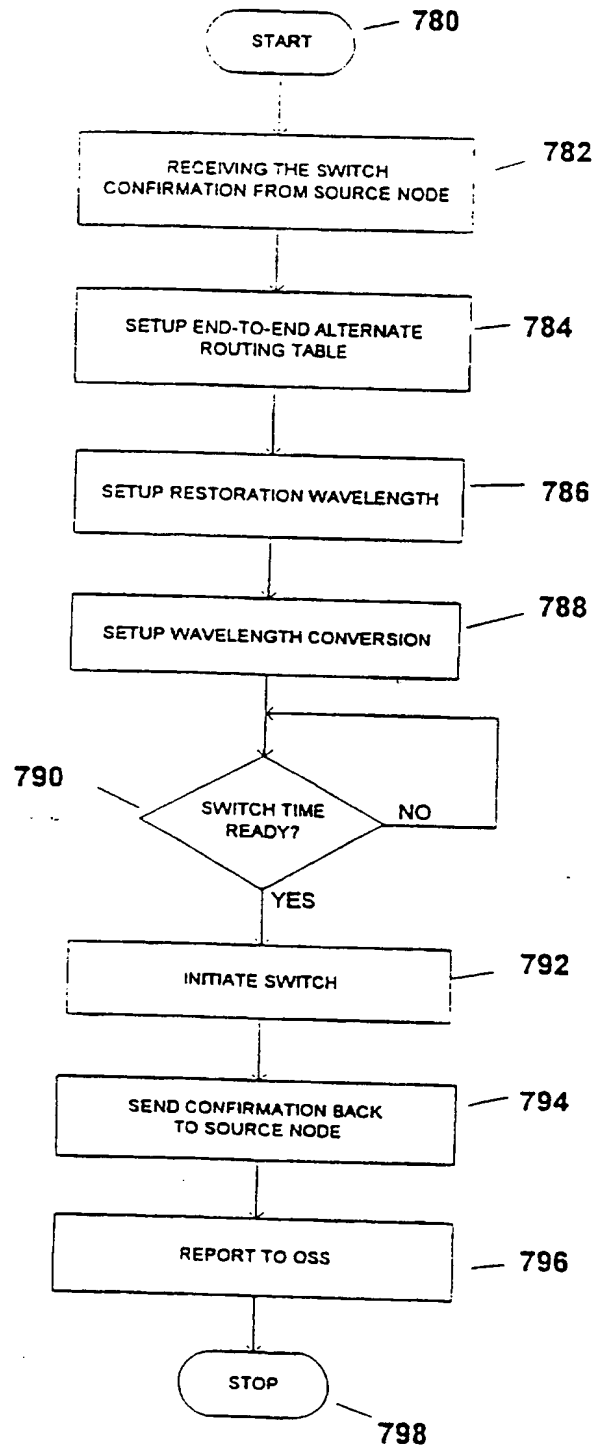 START
780
RECEIVING THE SWITCH
CONFIRMATION FROM SOURCE NODE
782
SETUP END-TO-END ALTERNATE
ROUTING TABLE
784
SETUP RESTORATION WAVELENGTH
786
SETUP WAVELENGTH CONVERSION
788
790
SWITCH TIME
READY?
NO
YES
INITIATE SWITCH
792
SEND CONFIRMATION BACK
TO SOURCE NODE
794
REPORT TO OSS
796
STOP
798